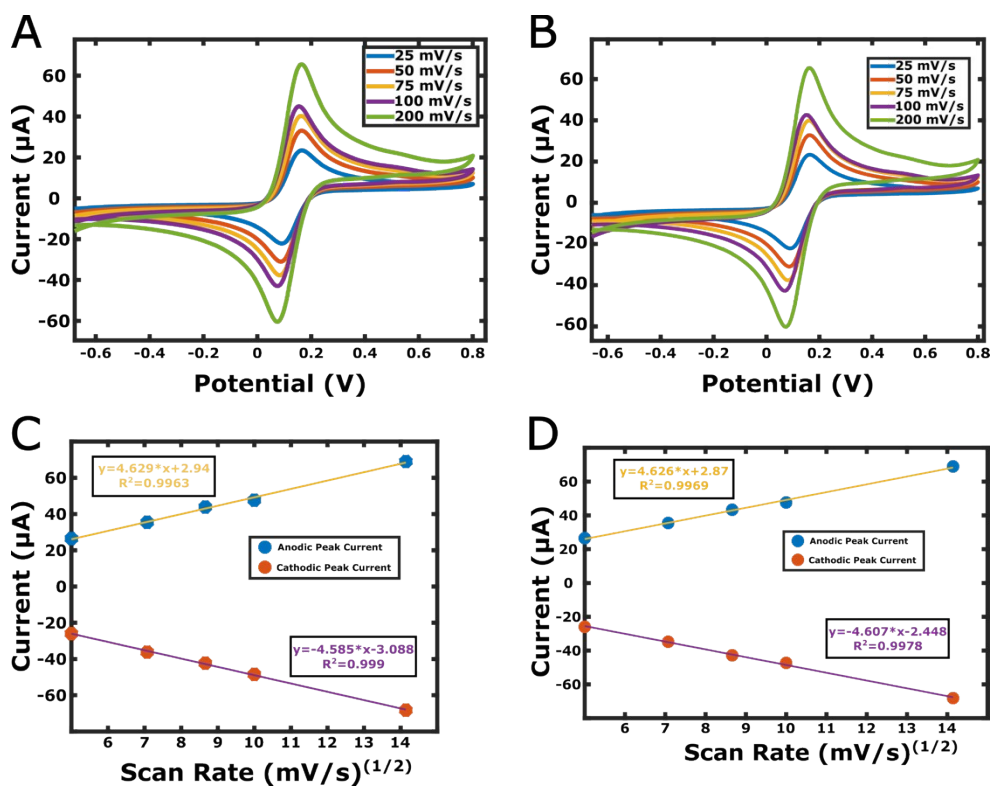 A
60
40
20
0
-20
-40
-60
Current (µA)
25 mV/s
50 mV/s
75 mV/s
100 mV/s
200 mV/s
-0.6 -0.4 -0.2 0 0.2 0.4 0.6 0.8
Potential (V)
B
60
40
20
0
-20
-40
-60
Current (µA)
25 mV/s
50 mV/s
75 mV/s
100 mV/s
200 mV/s
-0.6 -0.4 -0.2 0 0.2 0.4 0.6 0.8
Potential (V)
C
60
40
20
0
-20
-40
-60
Current (µA)
y=4.629*x+2.94
R²=0.9963
Anodic Peak Current
Cathodic Peak Current
y=-4.585*x-3.088
R²=0.999
6 7 8 9 10 11 12 13 14
Scan Rate (mV/s)(1/2)
D
60
40
20
0
-20
-40
-60
Current (µA)
y=4.626*x+2.87
R²=0.9969
Anodic Peak Current
Cathodic Peak Current
y=-4.607*x-2.448
R²=0.9978
6 7 8 9 10 11 12 13 14
Scan Rate (mV/s)(1/2)